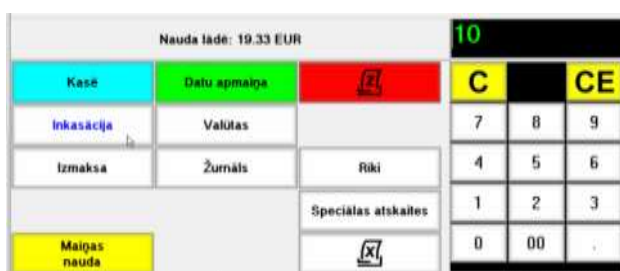 Nauda lādē: 19.33 EUR
10
Kasē
Datu apmaiņa
Z
C
CE
Inkasācija
Valūtas
7
8
9
Izmaksa
Žurnāls
Rīki
4
5
6
Speciālas atskaites
1
2
3
Maiņas
nauda
X
0
00
.